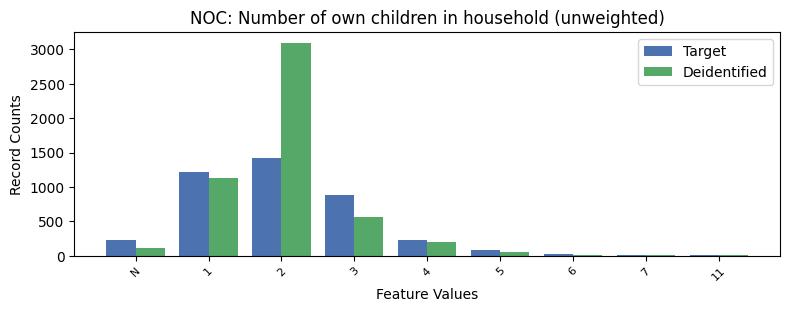 NOC: Number of own children in household (unweighted)
Target
Deidentified
Record Counts
3000
2500
2000
1500
1000
500
0
N 1 2 3 4 5 6 7 11
Feature Values